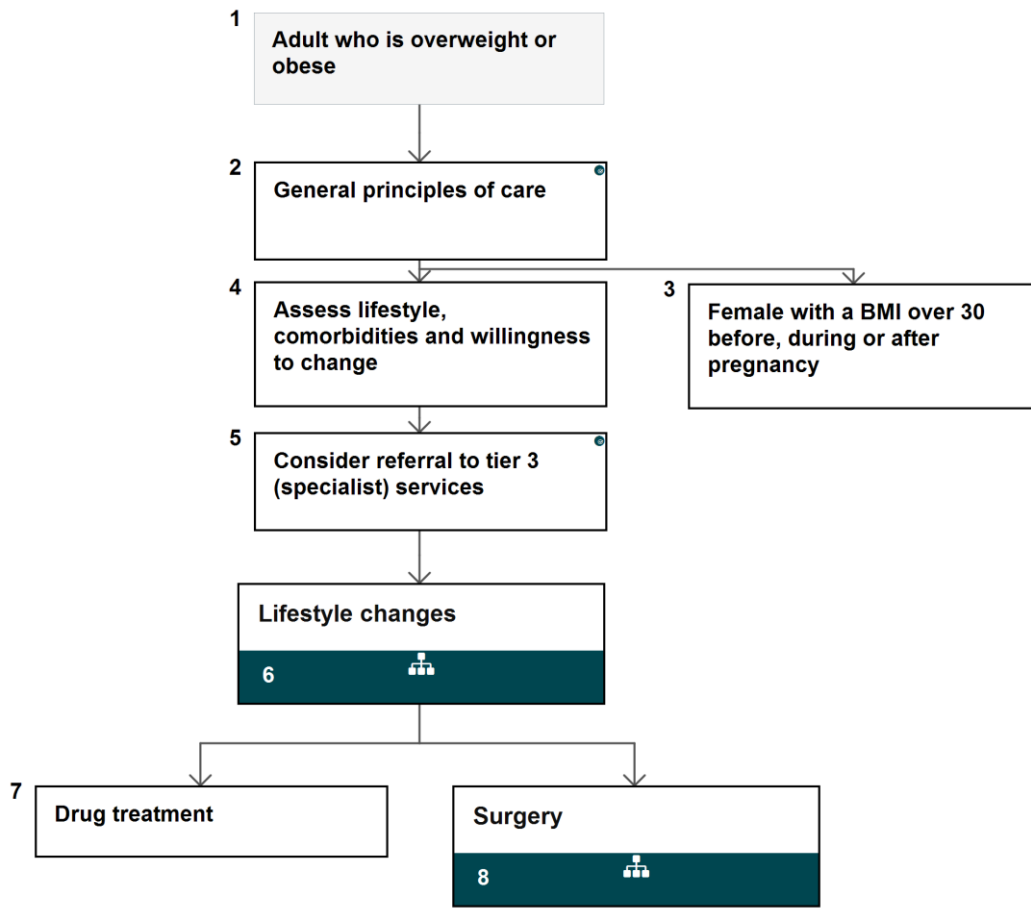 1
Adult who is overweight or
obese
2
General principles of care
4
Assess lifestyle,
comorbidities and willingness
to change
3
Female with a BMI over 30
before, during or after
pregnancy
5
Consider referral to tier 3
(specialist) services
Lifestyle changes
6
7
Drug treatment
Surgery
8